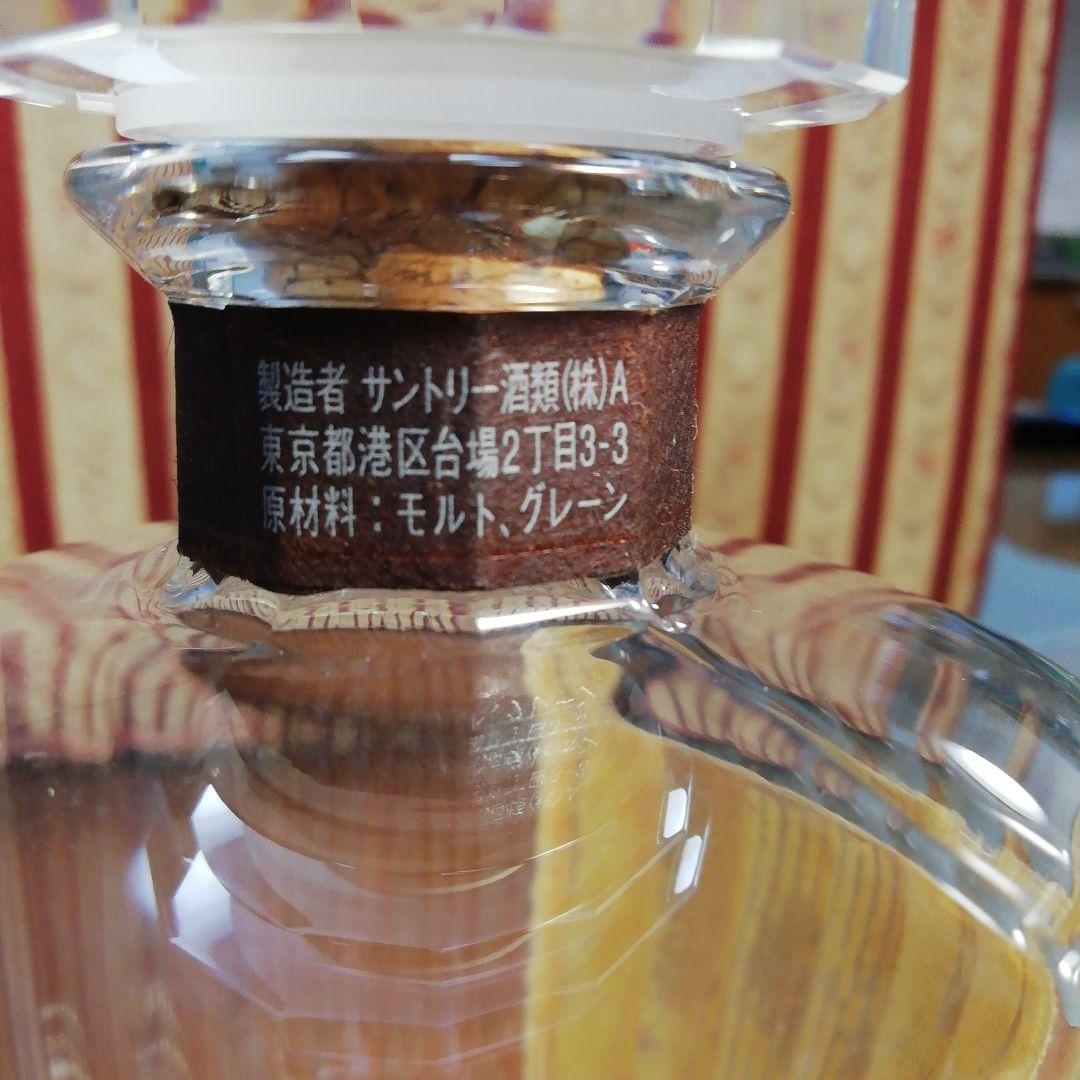 製造者 サントリー酒類(株)A
東京都港区台場2丁目3-3
原材料：モルト、グレーン